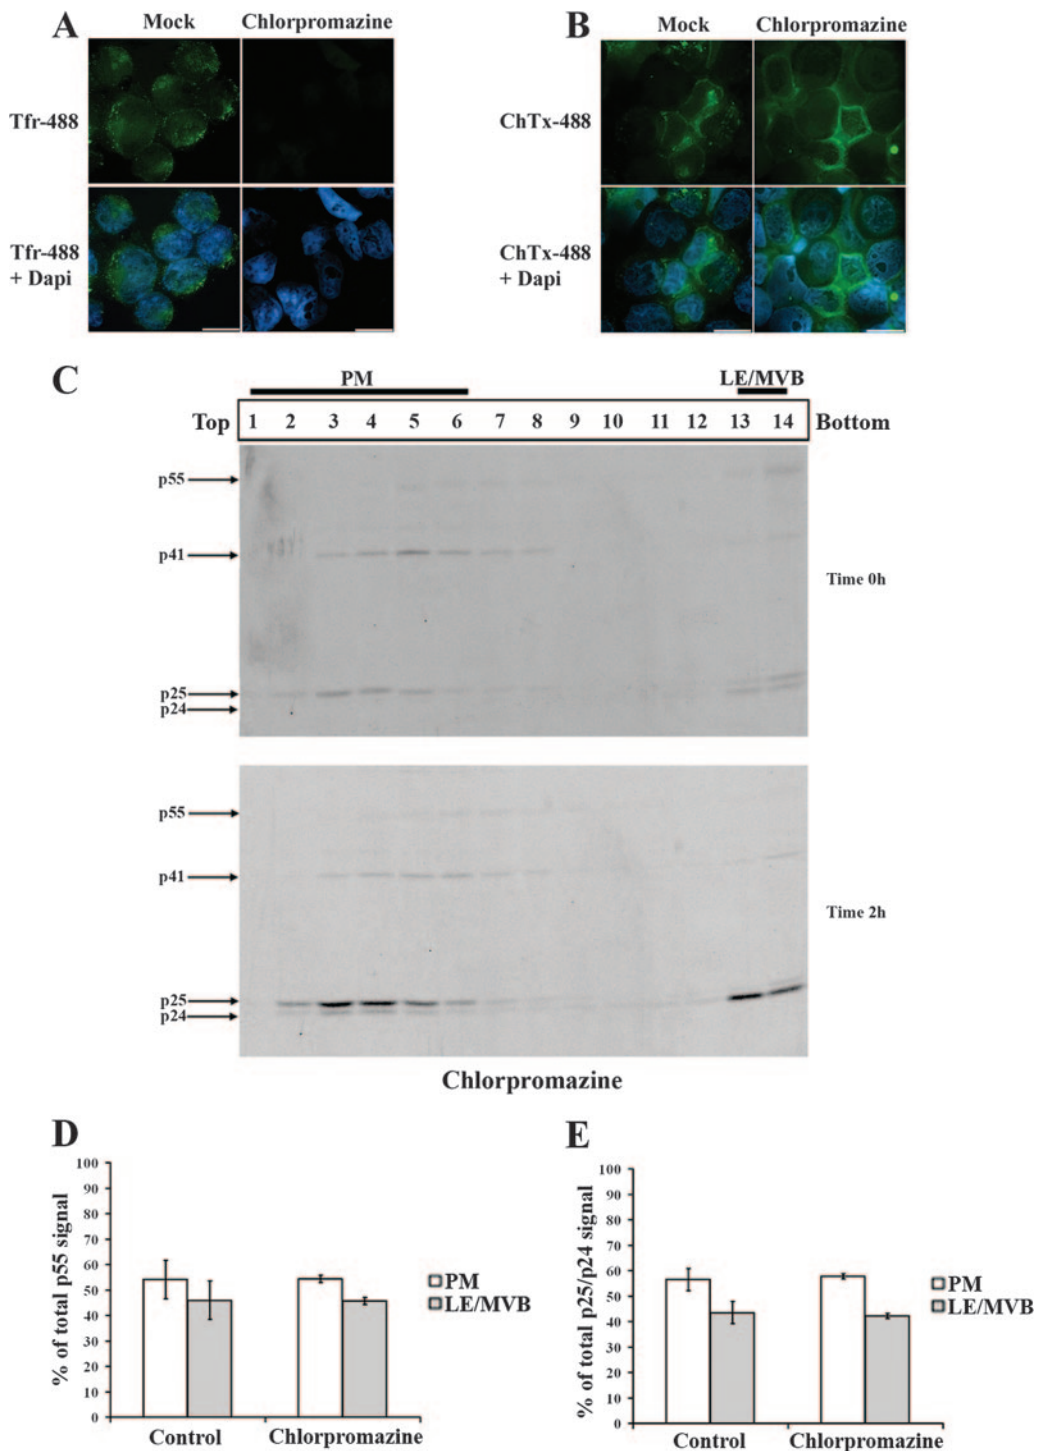 A
Mock Chlorpromazine
Tfr-488
Tfr-488
+ Dapi
B
Mock Chlorpromazine
ChTx-488
ChTx-488
+ Dapi
C
PM LE/MVB
Top 1 2 3 4 5 6 7 8 9 10 11 12 13 14 Bottom
p55
p41
p25
p24
Time 0h
p55
p41
p25
p24
Time 2h
Chlorpromazine
D
% of total p55 signal
100
90
80
70
60
50
40
30
20
10
0
PM
LE/MVB
Control Chlorpromazine
E
% of total p25/p24 signal
100
90
80
70
60
50
40
30
20
10
0
PM
LE/MVB
Control Chlorpromazine